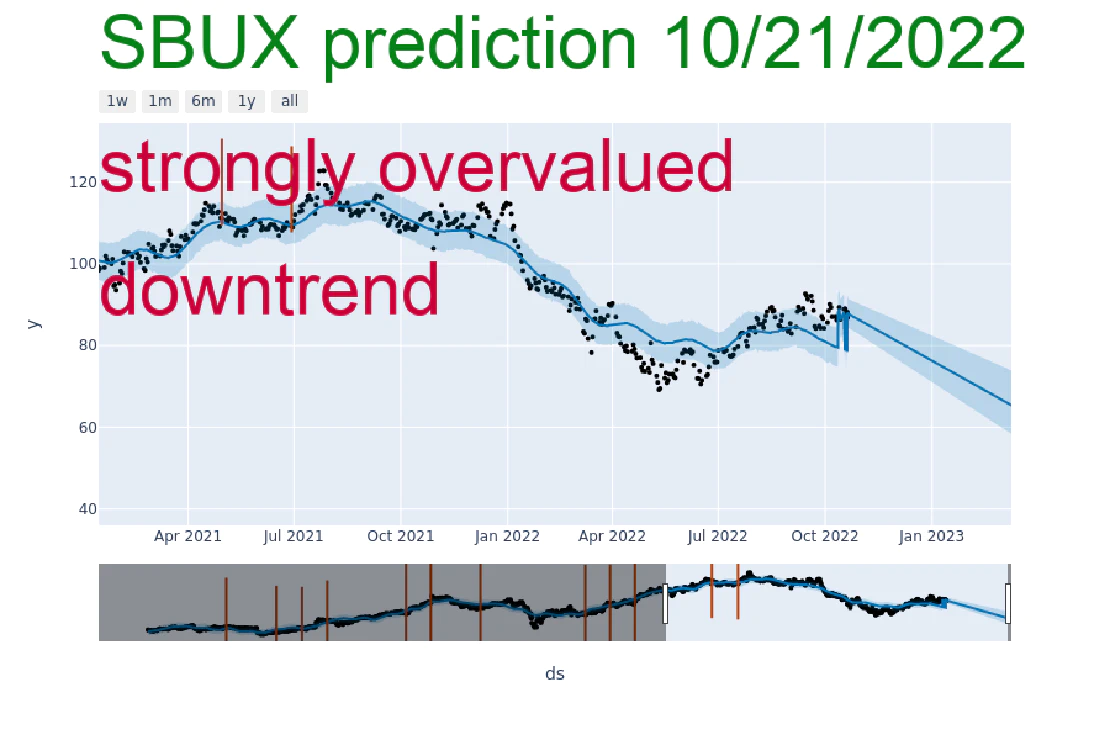 SBUX prediction 10/21/2022
1w 1m 6m 1y all
strongly overvalued
120
downtrend
100
y
80
60
40
Apr 2021 Jul 2021 Oct 2021 Jan 2022 Apr 2022 Jul 2022 Oct 2022 Jan 2023
ds